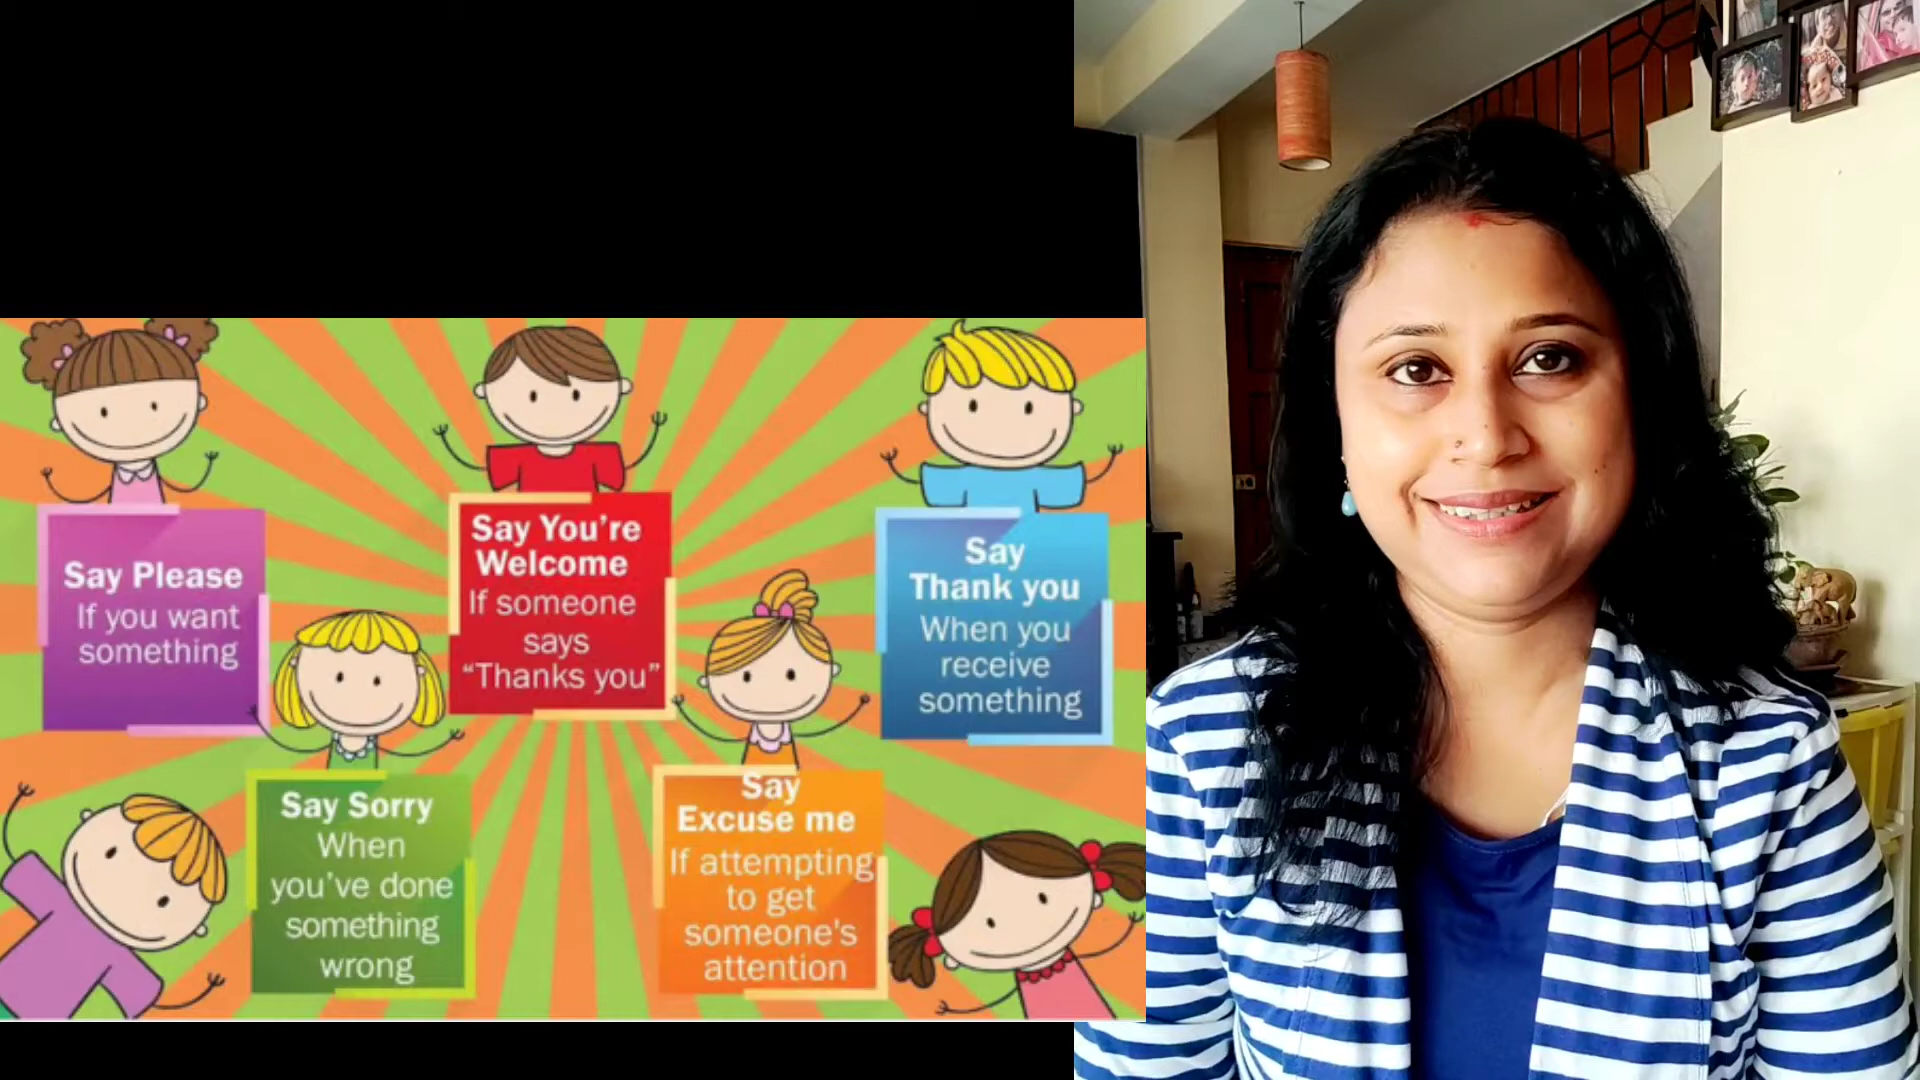 Say Please
If you want
something
Say You're
Welcome
If someone
says
“Thanks you”
Say
Thank you
When you
receive
something
Say Sorry
When
you've done
something
wrong
Say
Excuse me
If attempting
to get
someone's
attention